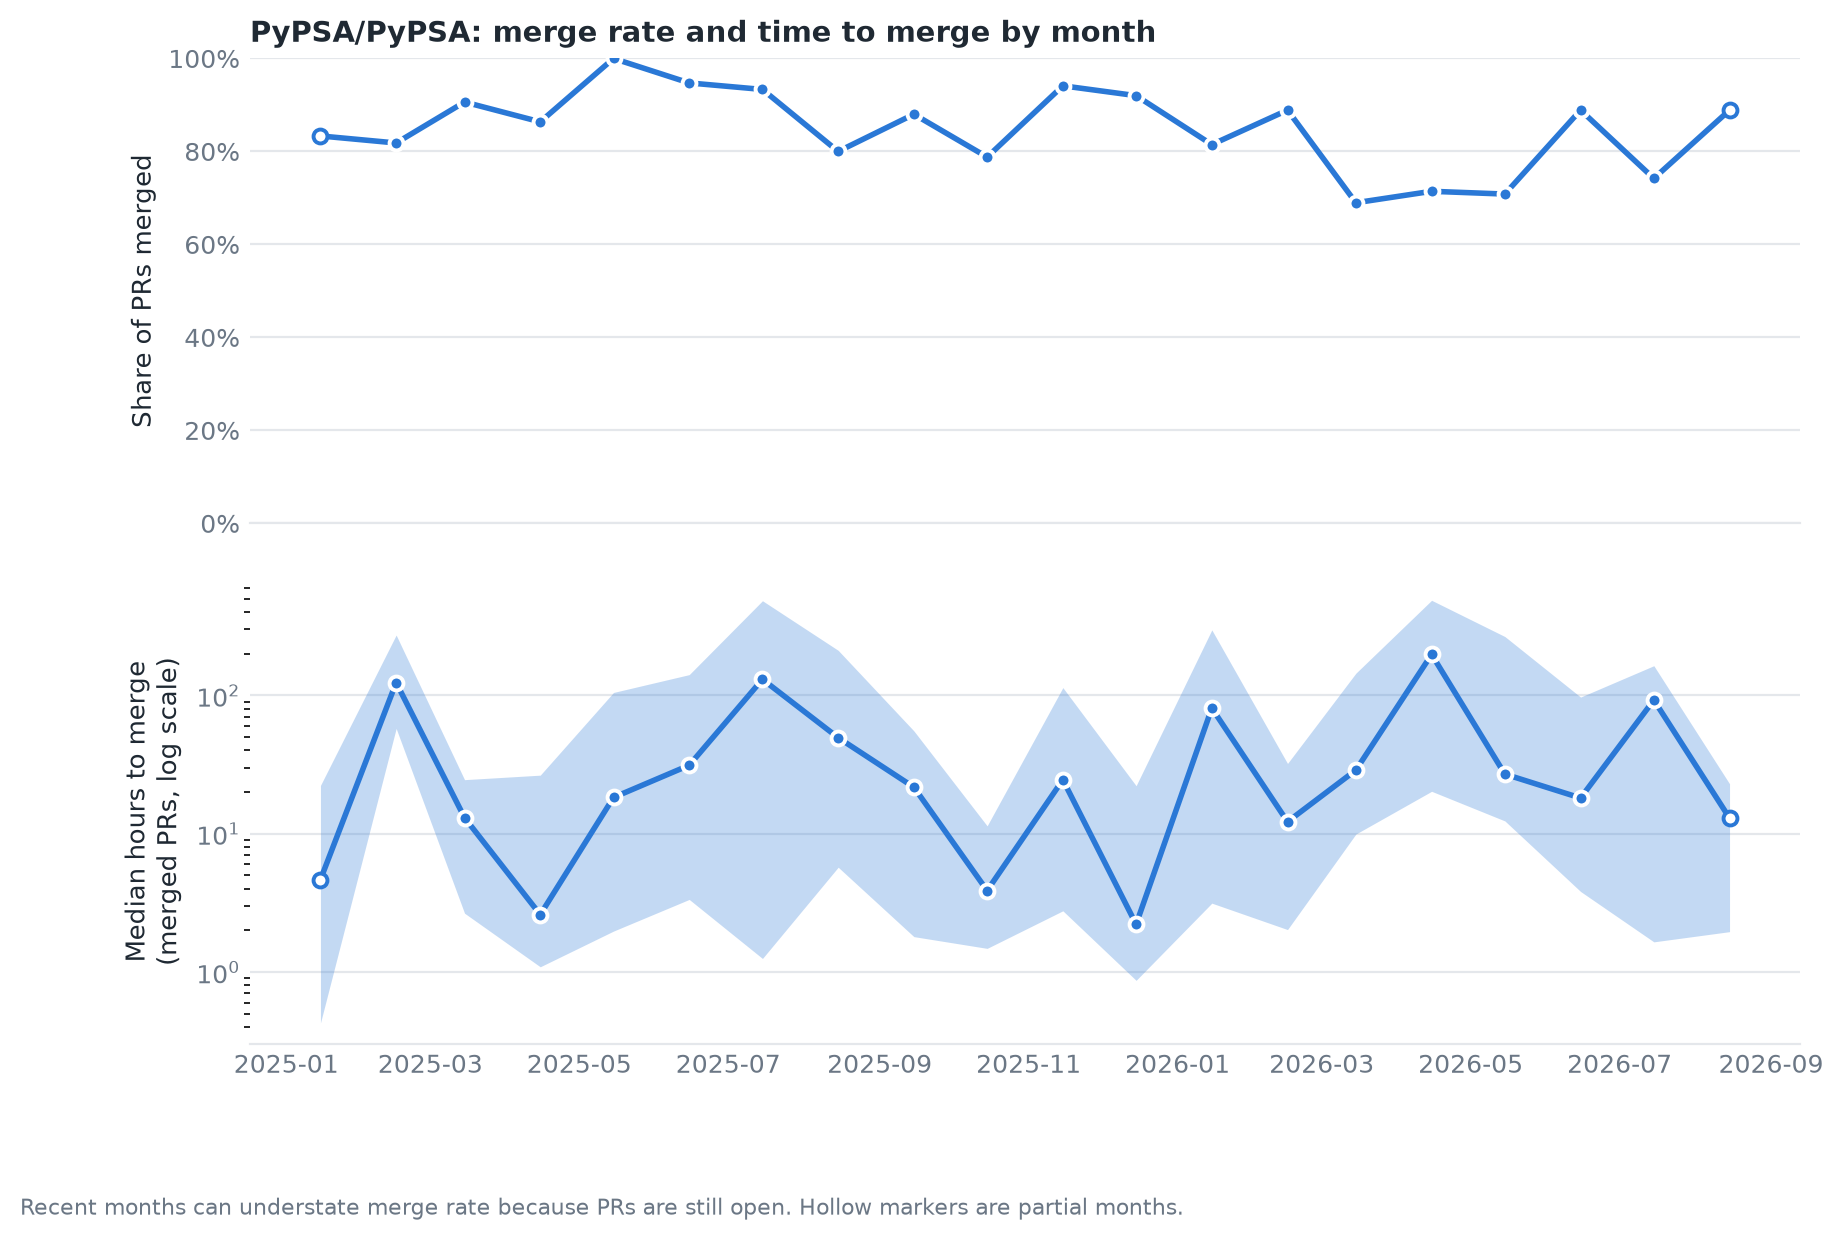 PyPSA/PyPSA: merge rate and time to merge by month
100%
80%
60%
40%
20%
0%
Share of PRs merged
10²
10¹
10⁰
Median hours to merge
(merged PRs, log scale)
2025-01 2025-03 2025-05 2025-07 2025-09 2025-11 2026-01 2026-03 2026-05 2026-07 2026-09
Recent months can understate merge rate because PRs are still open. Hollow markers are partial months.